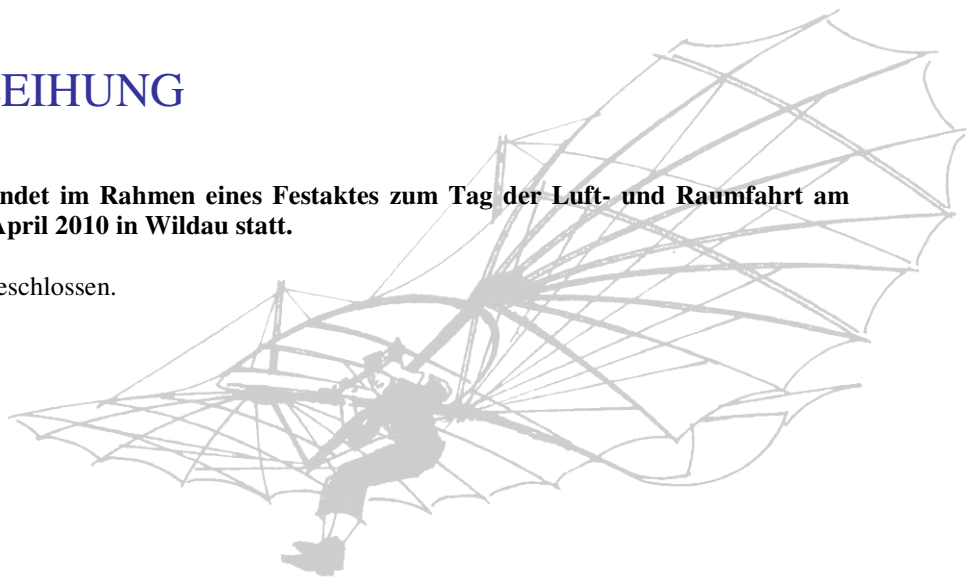 EIHUNG
ndet im Rahmen eines Festaktes zum Tag der Luft- und Raumfahrt am
April 2010 in Wildau statt.
eschlossen.